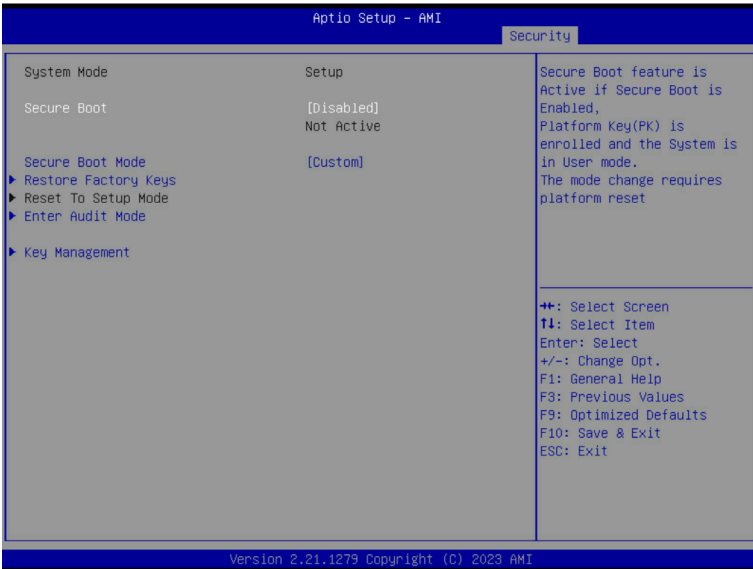 Aptio Setup – AMI
Security
System Mode Setup
Secure Boot [Disabled]
Not Active
Secure Boot Mode [Custom]
Restore Factory Keys
Reset To Setup Mode
Enter Audit Mode
Key Management
Secure Boot feature is
Active if Secure Boot is
Enabled,
Platform Key(PK) is
enrolled and the System is
in User mode.
The mode change requires
platform reset
→←: Select Screen
↑↓: Select Item
Enter: Select
+/-: Change Opt.
F1: General Help
F3: Previous Values
F9: Optimized Defaults
F10: Save & Exit
ESC: Exit
Version 2.21.1279 Copyright (C) 2023 AMI